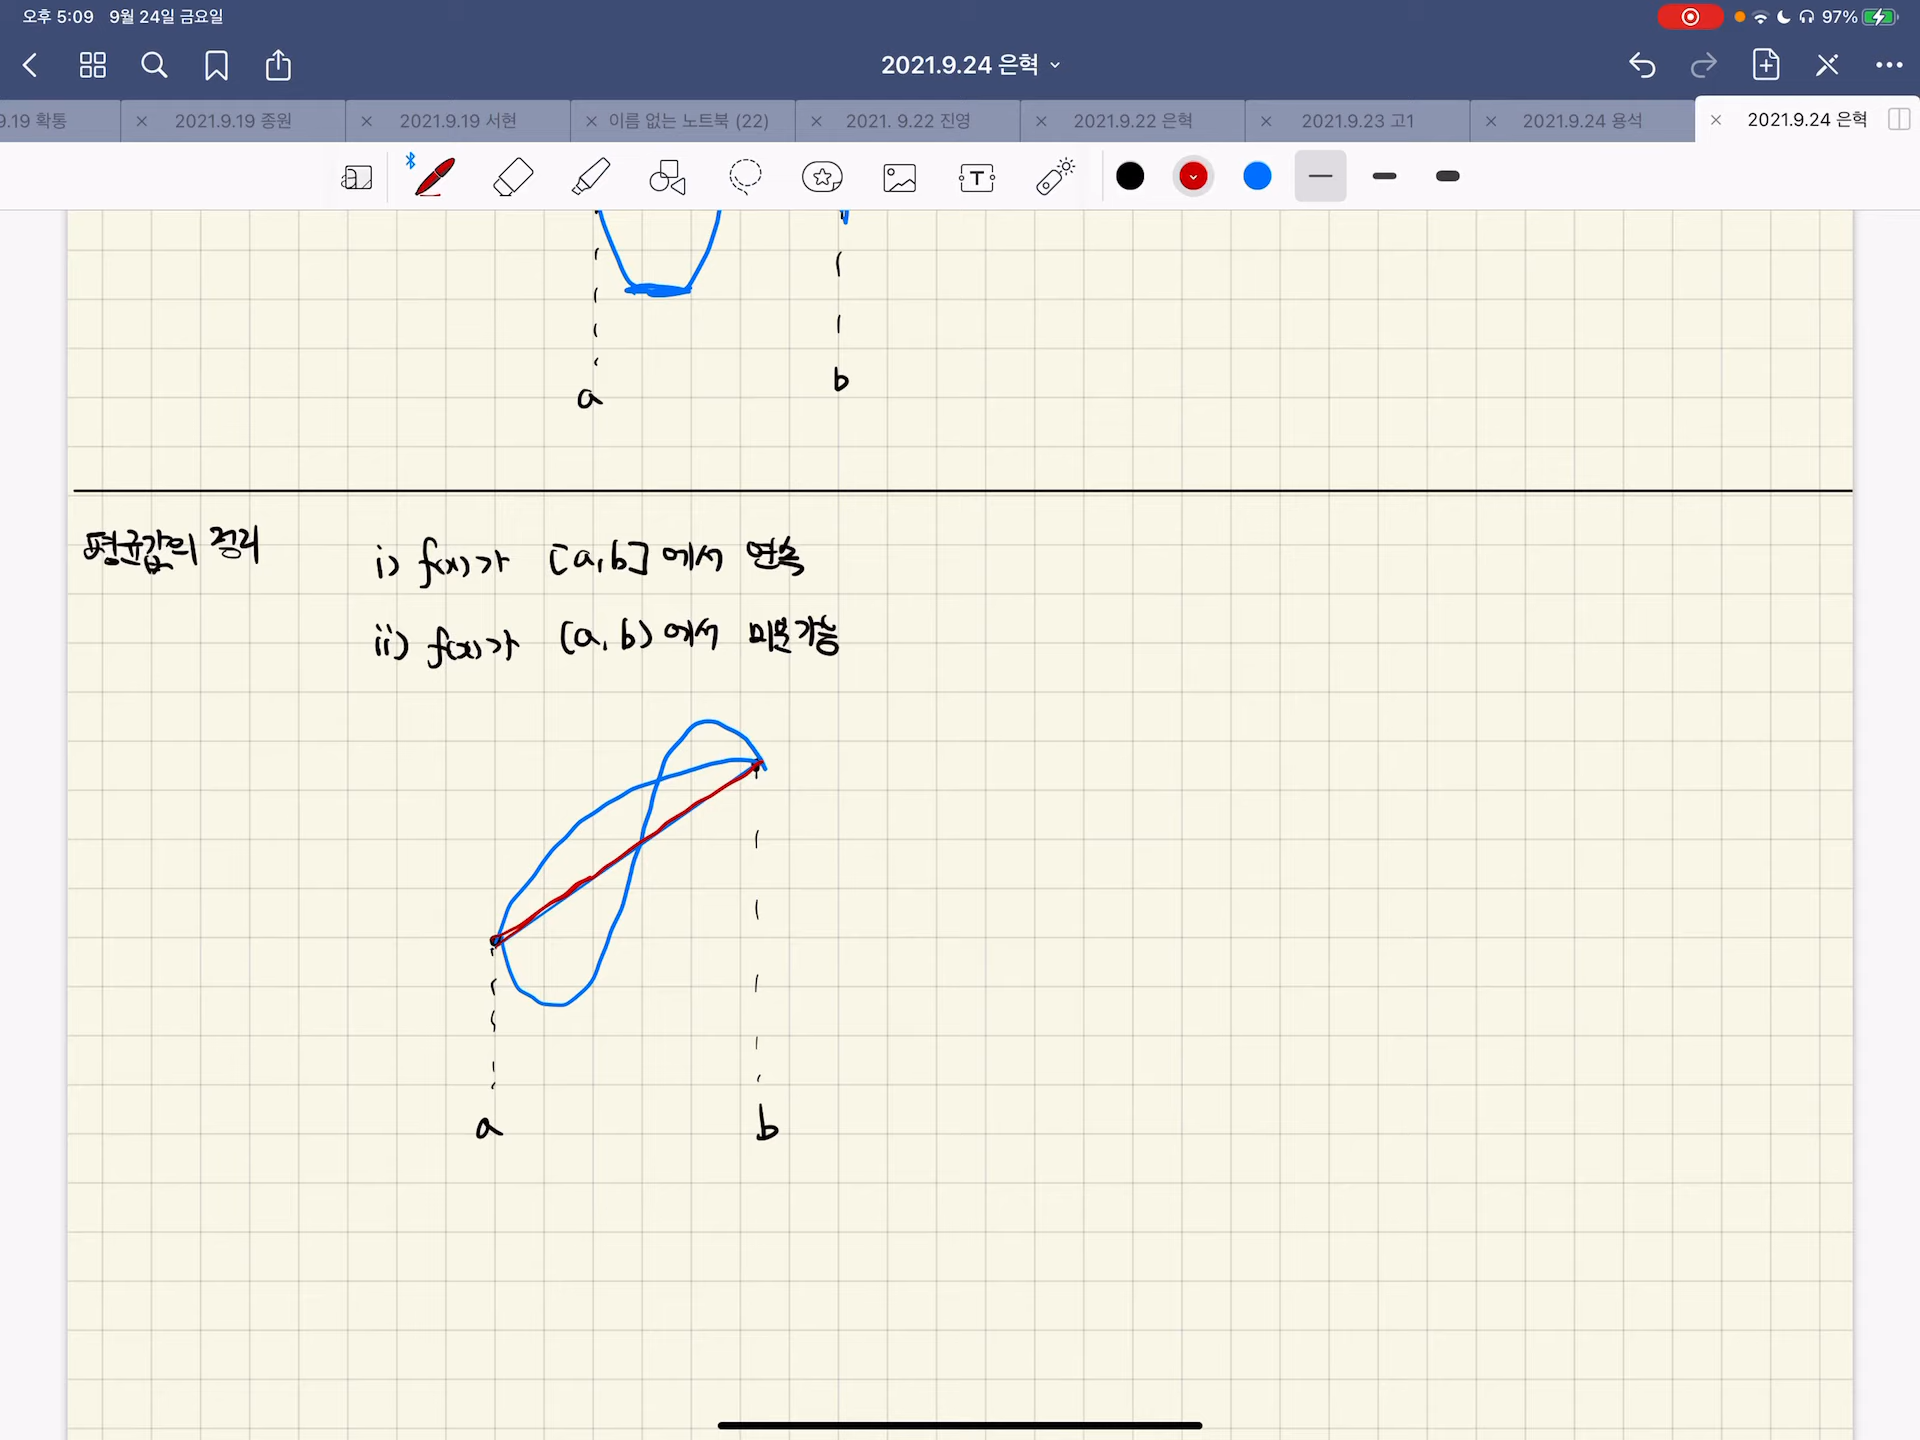 오후 5:09 9월 24일 금요일
97%
2021.9.24 은혁
9.19 확통
2021.9.19 종원
2021.9.19 서현
이름 없는 노트북 (22)
2021. 9.22 진영
2021.9.22 은혁
2021.9.23 고1
2021.9.24 용석
2021.9.24 은혁
a
b
평균값의 정리
i) f(x)가 [a,b]에서 연속
ii) f(x)가 (a, b)에서 미분가능
a
b